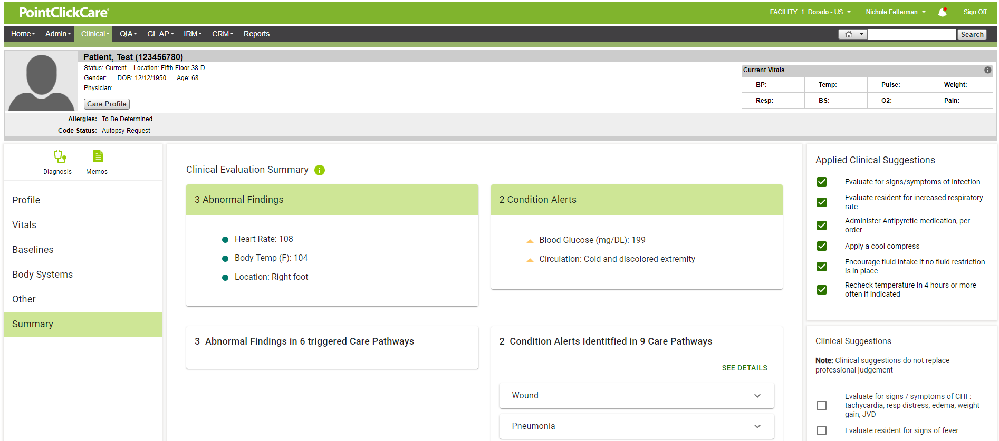 PointClickCare
FACILITY_1_Dorado - US
Nichole Fetterman
Sign Off
Home
Admin
Clinical
QIA
GL AP
IRM
CRM
Reports
Search
Patient, Test (123456780)
Status: Current Location: Fifth Floor 38-D
Gender: DOB: 12/12/1950 Age: 68
Physician:
Care Profile
Current Vitals
BP: Temp: Pulse: Weight:
Resp: BS: O2: Pain:
Allergies: To Be Determined
Code Status: Autopsy Request
Diagnosis
Memos
Profile
Vitals
Baselines
Body Systems
Other
Summary
Clinical Evaluation Summary
3 Abnormal Findings
Heart Rate: 108
Body Temp (F): 104
Location: Right foot
2 Condition Alerts
Blood Glucose (mg/DL): 199
Circulation: Cold and discolored extremity
3 Abnormal Findings in 6 triggered Care Pathways
2 Condition Alerts Identitfied in 9 Care Pathways
SEE DETAILS
Wound
Pneumonia
Applied Clinical Suggestions
Evaluate for signs/symptoms of infection
Evaluate resident for increased respiratory
rate
Administer Antipyretic medication, per
order
Apply a cool compress
Encourage fluid intake if no fluid restriction
is in place
Recheck temperature in 4 hours or more
often if indicated
Clinical Suggestions
Note: Clinical suggestions do not replace
professional judgement
Evaluate for signs / symptoms of CHF:
tachycardia, resp distress, edema, weight
gain, JVD
Evaluate resident for signs of fever